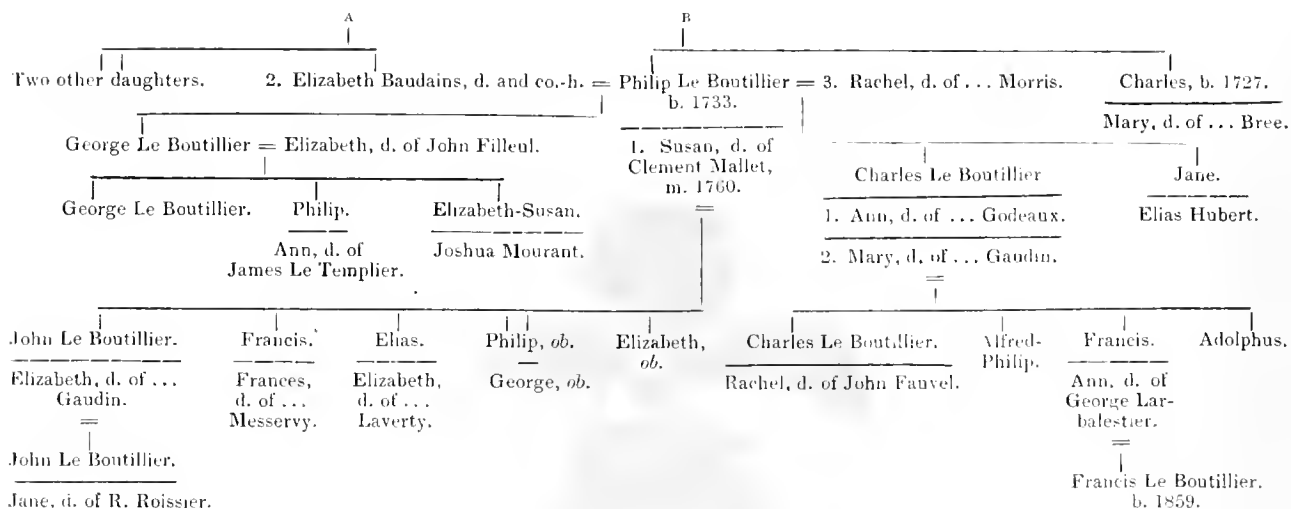 A B
Two other daughters. 2. Elizabeth Baudains, d. and co.-h. = Philip Le Boutillier = 3. Rachel, d. of ... Morris. Charles, b. 1727.
b. 1733.
Mary, d. of ... Bree.
George Le Boutillier = Elizabeth, d. of John Filleul.
1. Susan, d. of
Clement Mallet,
m. 1760.
=
Charles Le Boutillier Jane.
1. Ann, d. of ... Godeaux. Elias Hubert.
2. Mary, d. of ... Gaudin.
=
George Le Boutillier. Philip. Elizabeth-Susan.
Ann, d. of Joshua Mourant.
James Le Templier.
John Le Boutillier. Francis. Elias. Philip, ob. Elizabeth,
ob.
Elizabeth, d. of ... Frances, Elizabeth, George, ob.
Gaudin. d. of ... d. of ...
= Messervy. Laverty.
John Le Boutillier.
Jane, d. of R. Roissier.
Charles Le Boutillier. Alfred- Francis. Adolphus.
Philip.
Rachel, d. of John Fauvel. Ann, d. of
George Lar-
balestier.
=
Francis Le Boutillier.
b. 1859.